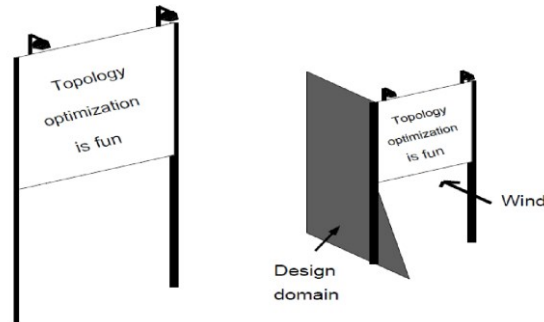 Topology
optimization
is fun
Topology
optimization
is fun
Wind
Design
domain